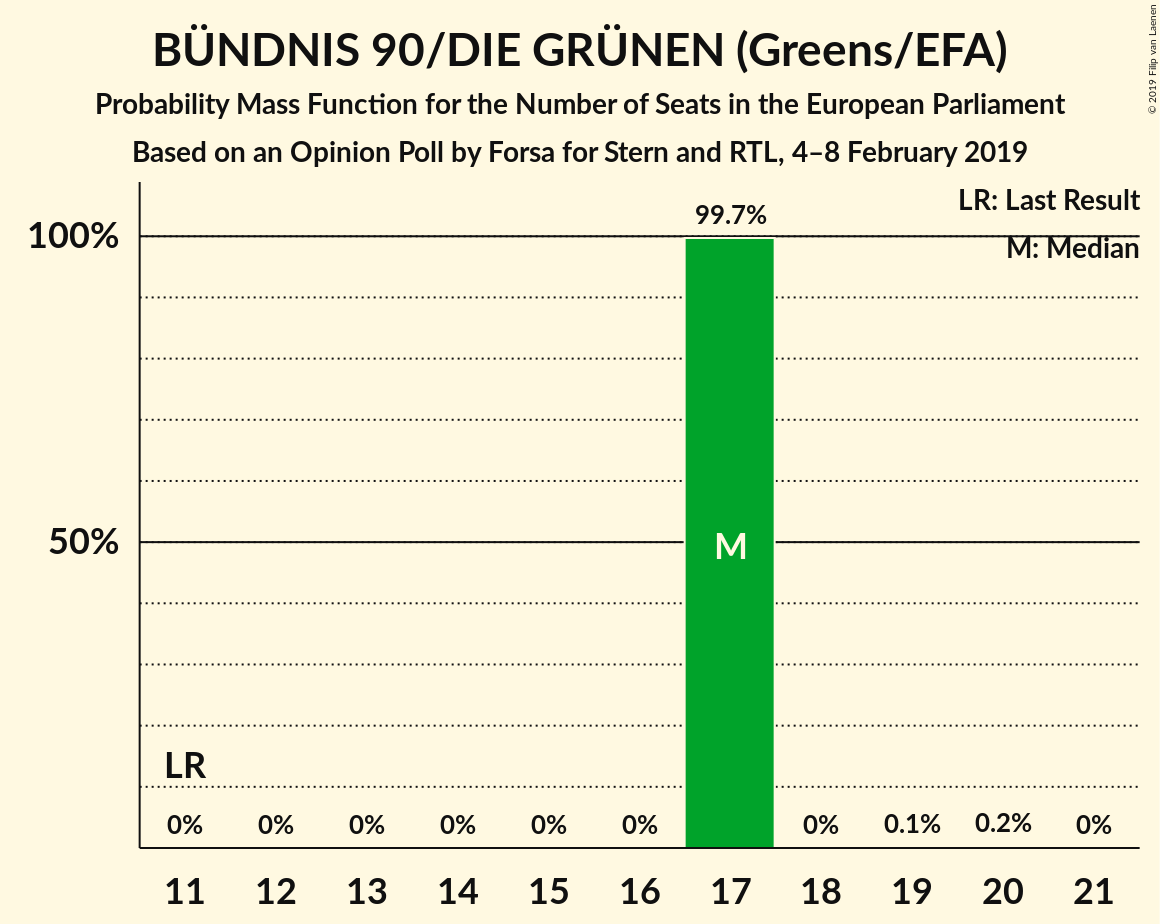 BÜNDNIS 90/DIE GRÜNEN (Greens/EFA)
Probability Mass Function for the Number of Seats in the European Parliament
Based on an Opinion Poll by Forsa for Stern and RTL, 4–8 February 2019
© 2019 Filip van Laenen
LR: Last Result
M: Median
99.7%
100%
50%
M
LR
0% 0% 0% 0% 0% 0% 0% 0.1% 0.2% 0%
11 12 13 14 15 16 17 18 19 20 21